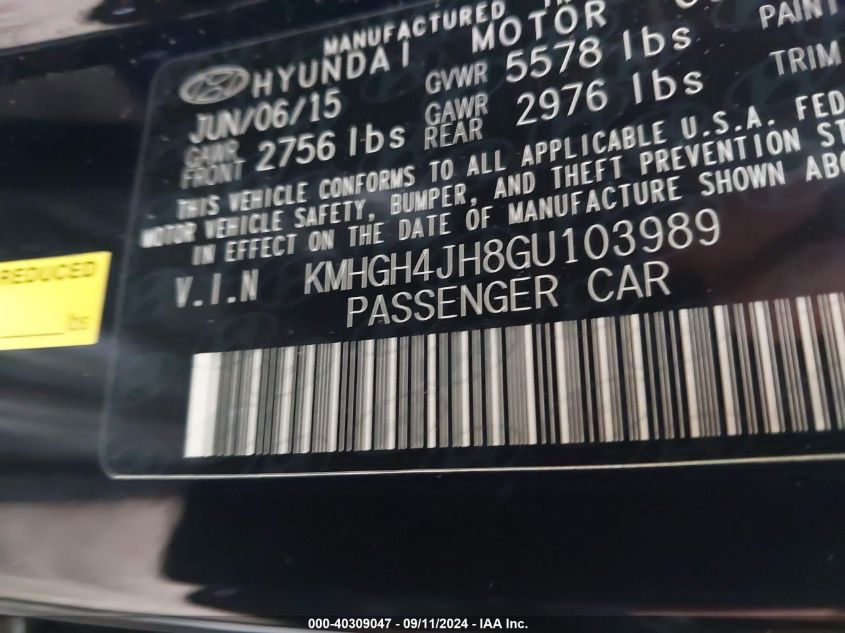 MANUFACTURED
HYUNDAI MOTOR
JUN/06/15 GVWR 5578 lbs PAINT
GAWR FRONT 2756 lbs GAWR REAR 2976 lbs TRIM
THIS VEHICLE CONFORMS TO ALL APPLICABLE U.S.A. FED
MOTOR VEHICLE SAFETY, BUMPER, AND THEFT PREVENTION ST
IN EFFECT ON THE DATE OF MANUFACTURE SHOWN ABO
V.I.N KMHGH4JH8GU103989
PASSENGER CAR
REDUCED
lbs
000-40309047 - 09/11/2024 - IAA Inc.